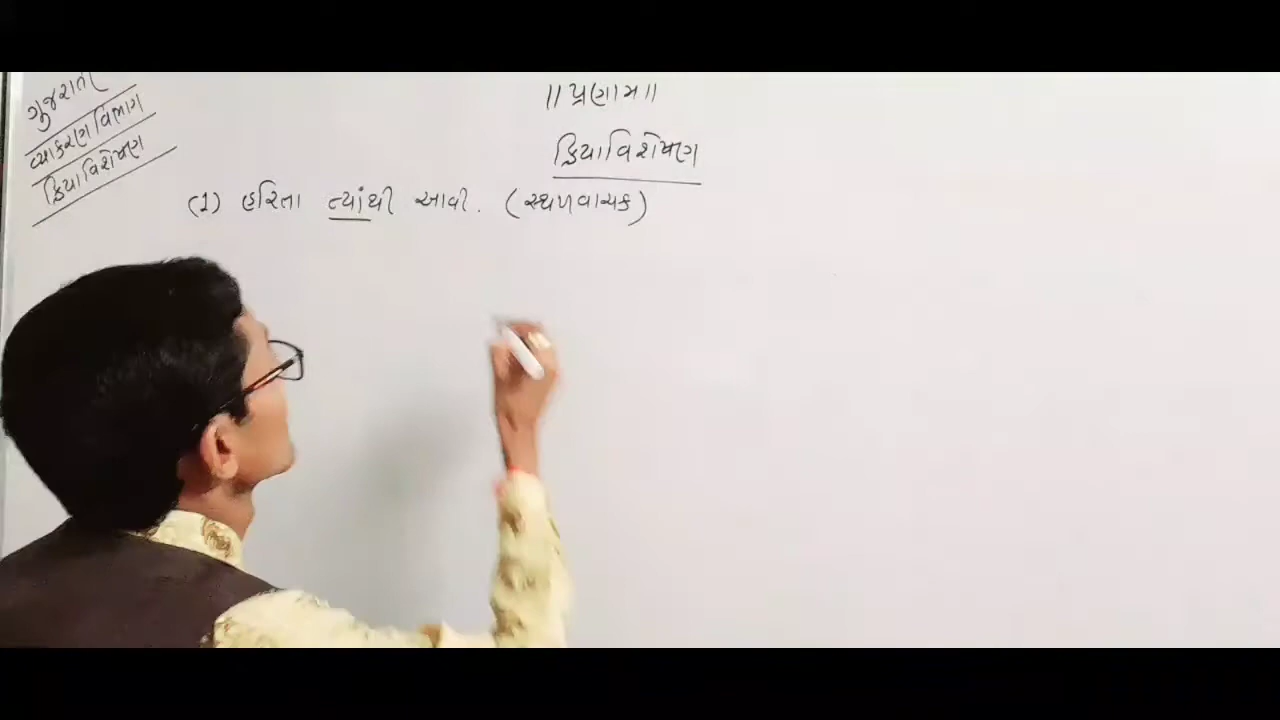 ગુજરાતી
વ્યાકરણ વિભાગ
ક્રિયાવિશેષણ
॥ પ્રણામ ॥
ક્રિયાવિશેષણ
(1) હરિતા ત્યાંથી આવી. (સ્થળવાચક)